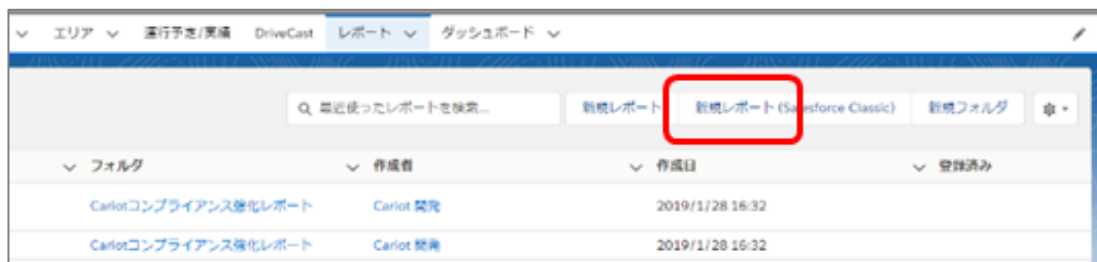 エリア 運行予定/実績 DriveCast レポート ダッシュボード
最近使ったレポートを検索... 新規レポート 新規レポート (Salesforce Classic) 新規フォルダ
フォルダ 作成者 作成日 登録済み
Cariotコンプライアンス強化レポート Cariot 開発 2019/1/28 16:32
Cariotコンプライアンス強化レポート Cariot 開発 2019/1/28 16:32